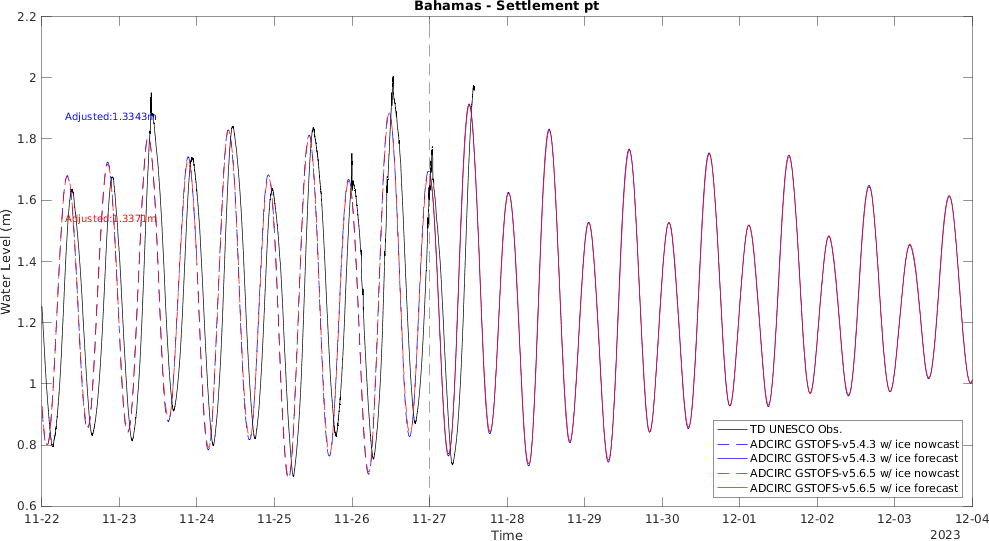 Bahamas - Settlement pt
2.2
2
1.8
1.6
1.4
1.2
1
0.8
0.6
Water Level (m)
Adjusted:1.3343m
Adjusted:1.3371m
TD UNESCO Obs.
ADCIRC GSTOFS-v5.4.3 w/ ice nowcast
ADCIRC GSTOFS-v5.4.3 w/ ice forecast
ADCIRC GSTOFS-v5.6.5 w/ ice nowcast
ADCIRC GSTOFS-v5.6.5 w/ ice forecast
11-22 11-23 11-24 11-25 11-26 11-27 11-28 11-29 11-30 12-01 12-02 12-03 12-04
Time
2023